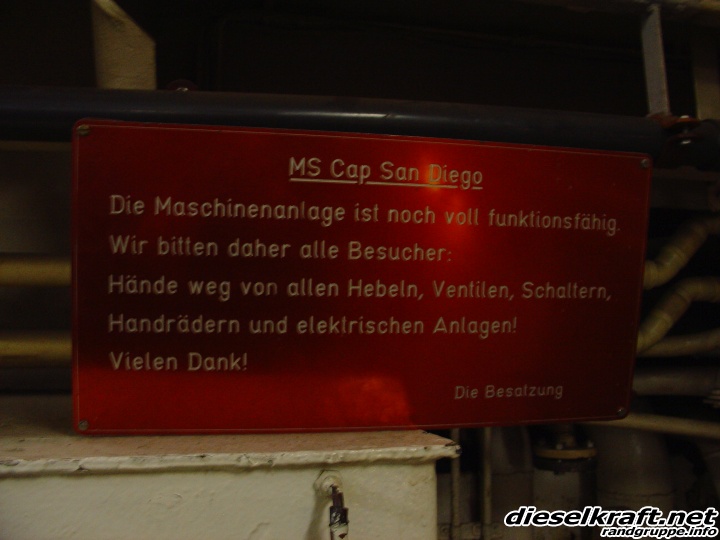 MS Cap San Diego
Die Maschinenanlage ist noch voll funktionsfähig.
Wir bitten daher alle Besucher:
Hände weg von allen Hebeln, Ventilen, Schaltern,
Handrädern und elektrischen Anlagen!
Vielen Dank!
Die Besatzung
dieselkraft.net
randgruppe.info